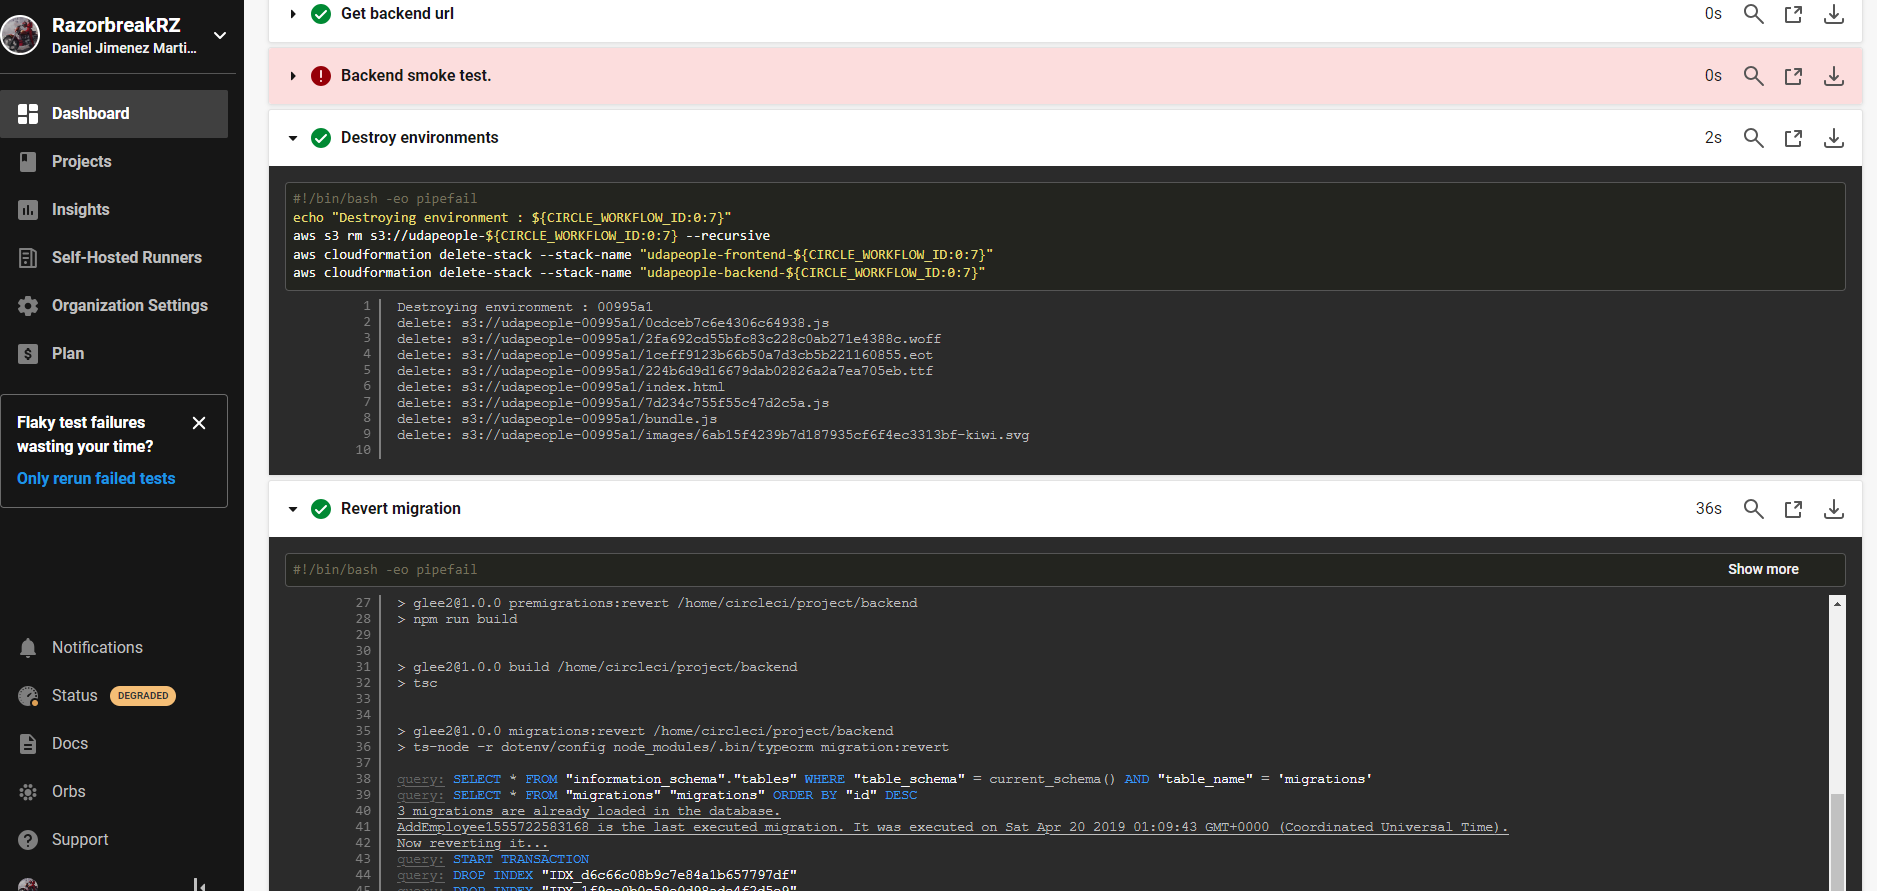 RazorbreakRZ
Daniel Jimenez Marti...
Dashboard
Projects
Insights
Self-Hosted Runners
Organization Settings
Plan
Flaky test failures
wasting your time?
Only rerun failed tests
Notifications
Status DEGRADED
Docs
Orbs
Support
Get backend url 0s
Backend smoke test. 0s
Destroy environments 2s
#!/bin/bash -eo pipefail
echo "Destroying environment : ${CIRCLE_WORKFLOW_ID:0:7}"
aws s3 rm s3://udapeople-${CIRCLE_WORKFLOW_ID:0:7} --recursive
aws cloudformation delete-stack --stack-name "udapeople-frontend-${CIRCLE_WORKFLOW_ID:0:7}"
aws cloudformation delete-stack --stack-name "udapeople-backend-${CIRCLE_WORKFLOW_ID:0:7}"
1 Destroying environment : 00995a1
2 delete: s3://udapeople-00995a1/0cdceb7c6e4306c64938.js
3 delete: s3://udapeople-00995a1/2fa692cd55bfc83c228c0ab271e4388c.woff
4 delete: s3://udapeople-00995a1/1ceff9123b66b50a7d3cb5b221160855.eot
5 delete: s3://udapeople-00995a1/224b6d9d16679dab02826a2a7ea705eb.ttf
6 delete: s3://udapeople-00995a1/index.html
7 delete: s3://udapeople-00995a1/7d234c755f55c47d2c5a.js
8 delete: s3://udapeople-00995a1/bundle.js
9 delete: s3://udapeople-00995a1/images/6ab15f4239b7d187935cf6f4ec3313bf-kiwi.svg
10
Revert migration 36s
#!/bin/bash -eo pipefail Show more
27 > glee2@1.0.0 premigrations:revert /home/circleci/project/backend
28 > npm run build
29
30
31 > glee2@1.0.0 build /home/circleci/project/backend
32 > tsc
33
34
35 > glee2@1.0.0 migrations:revert /home/circleci/project/backend
36 > ts-node -r dotenv/config node_modules/.bin/typeorm migration:revert
37
38 query: SELECT * FROM "information_schema"."tables" WHERE "table_schema" = current_schema() AND "table_name" = 'migrations'
39 query: SELECT * FROM "migrations" "migrations" ORDER BY "id" DESC
40 3 migrations are already loaded in the database.
41 AddEmployee1555722583168 is the last executed migration. It was executed on Sat Apr 20 2019 01:09:43 GMT+0000 (Coordinated Universal Time).
42 Now reverting it...
43 query: START TRANSACTION
44 query: DROP INDEX "IDX_d6c66c08b9c7e84a1b657797df"
45 query: DROP INDEX